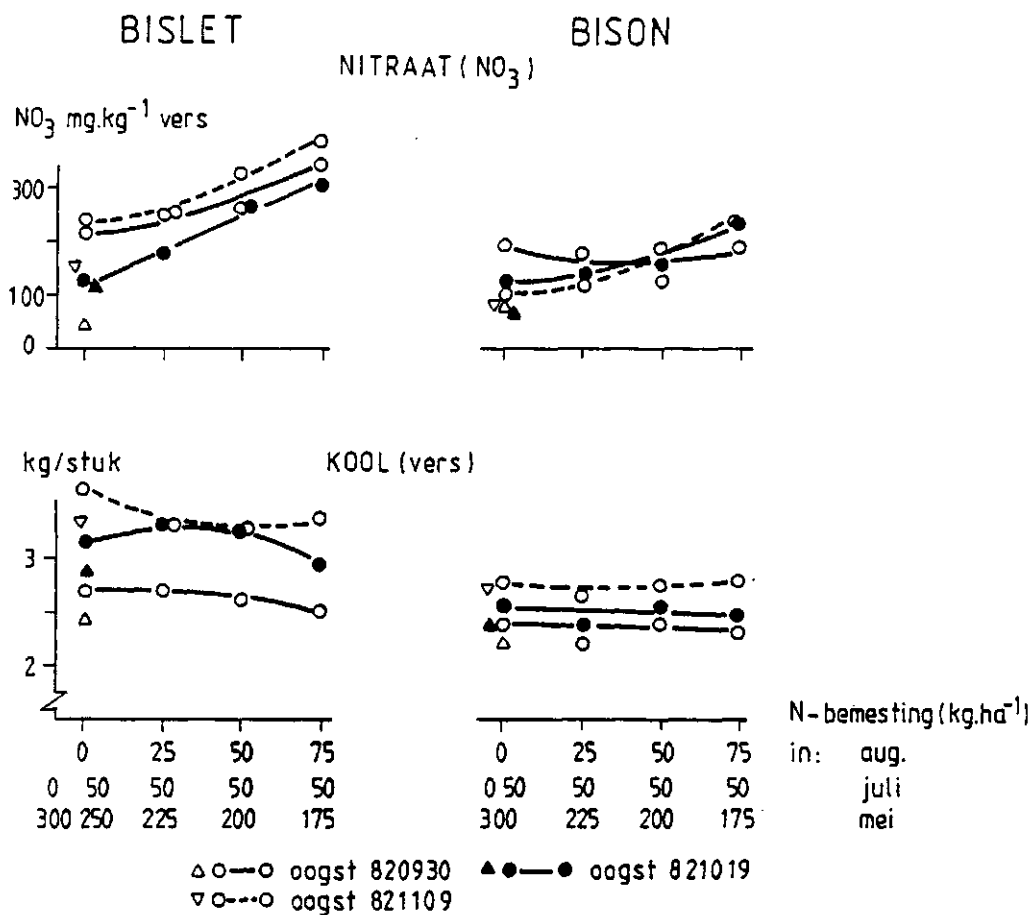 BISLET BISON
NITRAAT (NO3)
NO3 mg.kg⁻¹ vers
300
100
0
kg/stuk KOOL (vers)
3
2
N-bemesting (kg.ha⁻¹)
0 25 50 75 0 25 50 75 in: aug.
0 50 50 50 50 0 50 50 50 50 juli
300 250 225 200 175 300 225 200 175 mei
oogst 820930 oogst 821019
oogst 821109